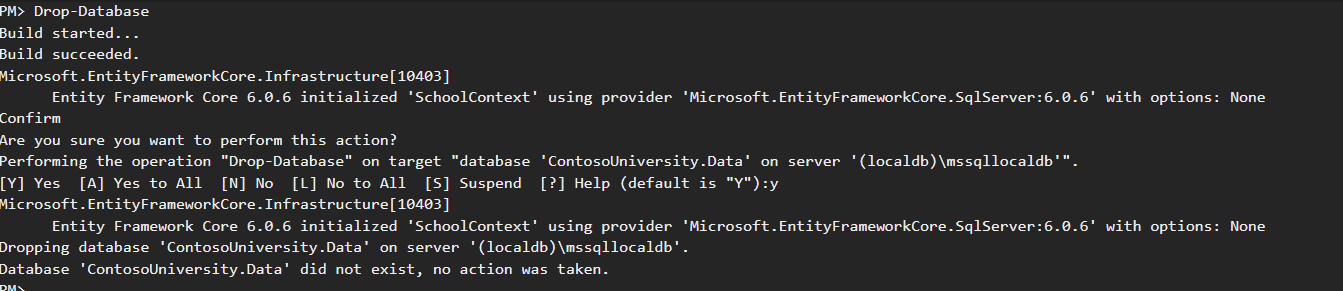 PM> Drop-Database
Build started...
Build succeeded.
Microsoft.EntityFrameworkCore.Infrastructure[10403]
      Entity Framework Core 6.0.6 initialized 'SchoolContext' using provider 'Microsoft.EntityFrameworkCore.SqlServer:6.0.6' with options: None
Confirm
Are you sure you want to perform this action?
Performing the operation "Drop-Database" on target "database 'ContosoUniversity.Data' on server '(localdb)\mssqllocaldb'".
[Y] Yes  [A] Yes to All  [N] No  [L] No to All  [S] Suspend  [?] Help (default is "Y"):y
Microsoft.EntityFrameworkCore.Infrastructure[10403]
      Entity Framework Core 6.0.6 initialized 'SchoolContext' using provider 'Microsoft.EntityFrameworkCore.SqlServer:6.0.6' with options: None
Dropping database 'ContosoUniversity.Data' on server '(localdb)\mssqllocaldb'.
Database 'ContosoUniversity.Data' did not exist, no action was taken.
PM>